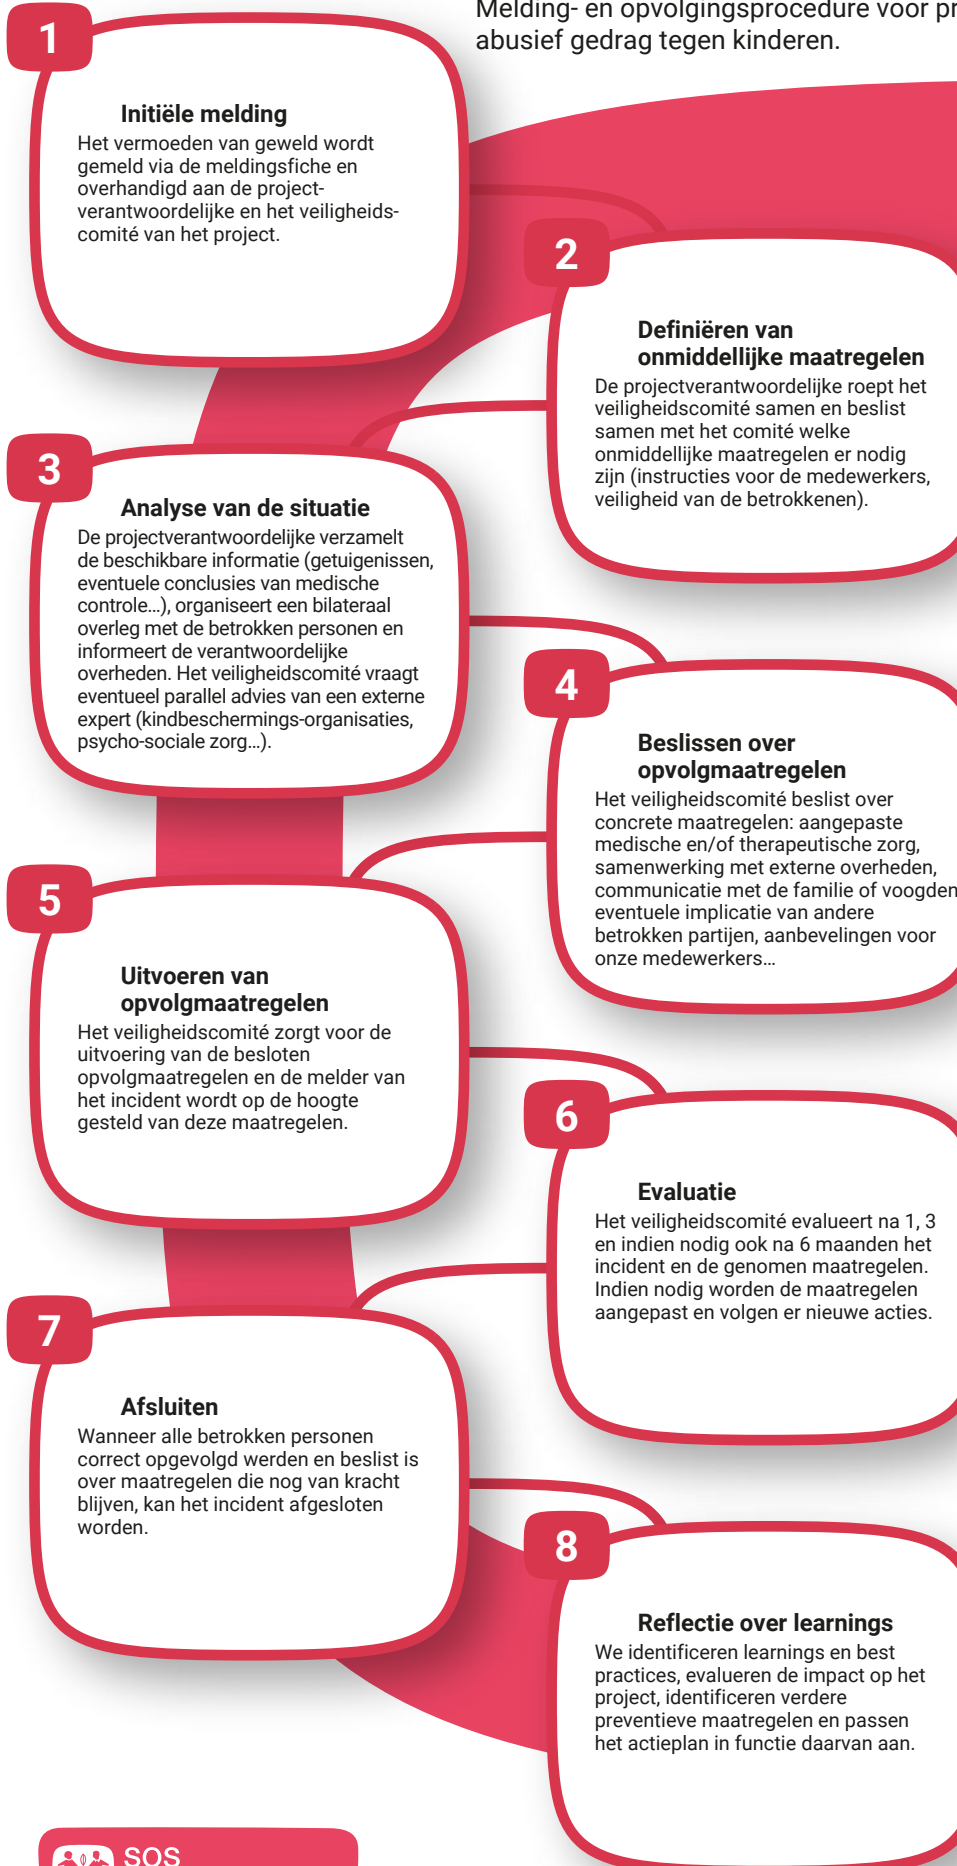 Melding- en opvolgingsprocedure voor
abusief gedrag tegen kinderen.
1
Initiële melding
Het vermoeden van geweld wordt
gemeld via de meldingsfiche en
overhandigd aan de project-
verantwoordelijke en het veiligheids-
comité van het project.
2
Definiëren van
onmiddellijke maatregelen
De projectverantwoordelijke roept het
veiligheidscomité samen en beslist
samen met het comité welke
onmiddellijke maatregelen er nodig
zijn (instructies voor de medewerkers,
veiligheid van de betrokkenen).
3
Analyse van de situatie
De projectverantwoordelijke verzamelt
de beschikbare informatie (getuigenissen,
eventuele conclusies van medische
controle...), organiseert een bilateraal
overleg met de betrokken personen en
informeert de verantwoordelijke
overheden. Het veiligheidscomité vraagt
eventueel parallel advies van een externe
expert (kindbeschermings-organisaties,
psycho-sociale zorg...).
4
Beslissen over
opvolgmaatregelen
Het veiligheidscomité beslist over
concrete maatregelen: aangepaste
medische en/of therapeutische zorg,
samenwerking met externe overheden,
communicatie met de familie of voogden
eventuele implicatie van andere
betrokken partijen, aanbevelingen voor
onze medewerkers...
5
Uitvoeren van
opvolgmaatregelen
Het veiligheidscomité zorgt voor de
uitvoering van de besloten
opvolgmaatregelen en de melder van
het incident wordt op de hoogte
gesteld van deze maatregelen.
6
Evaluatie
Het veiligheidscomité evalueert na 1, 3
en indien nodig ook na 6 maanden het
incident en de genomen maatregelen.
Indien nodig worden de maatregelen
aangepast en volgen er nieuwe acties.
7
Afsluiten
Wanneer alle betrokken personen
correct opgevolgd werden en beslist is
over maatregelen die nog van kracht
blijven, kan het incident afgesloten
worden.
8
Reflectie over learnings
We identificeren learnings en best
practices, evalueren de impact op het
project, identificeren verdere
preventieve maatregelen en passen
het actieplan in functie daarvan aan.
SOS